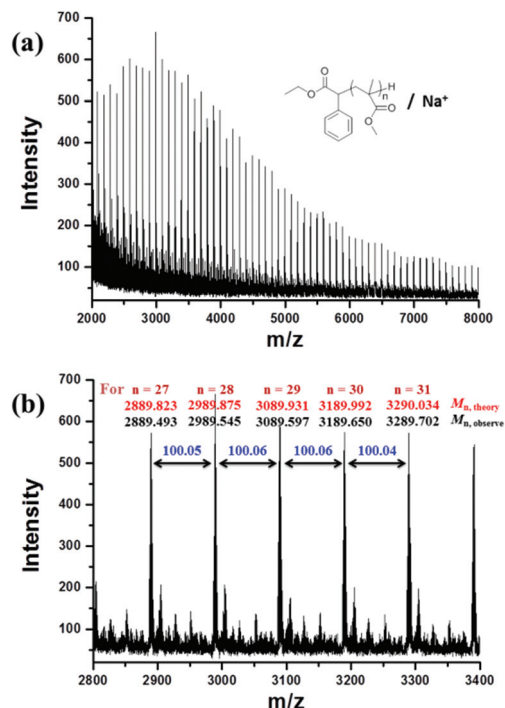 (a)
700
600
500
400
300
200
100
Intensity
O
O
n
H
O
O
/ Na⁺
2000 3000 4000 5000 6000 7000 8000
m/z
(b)
For n = 27 n = 28 n = 29 n = 30 n = 31
2889.823 2989.875 3089.931 3189.992 3290.034 Mn, theory
2889.493 2989.545 3089.597 3189.650 3289.702 Mn, observe
100.05 100.06 100.06 100.04
700
600
500
400
300
200
100
Intensity
2800 2900 3000 3100 3200 3300 3400
m/z